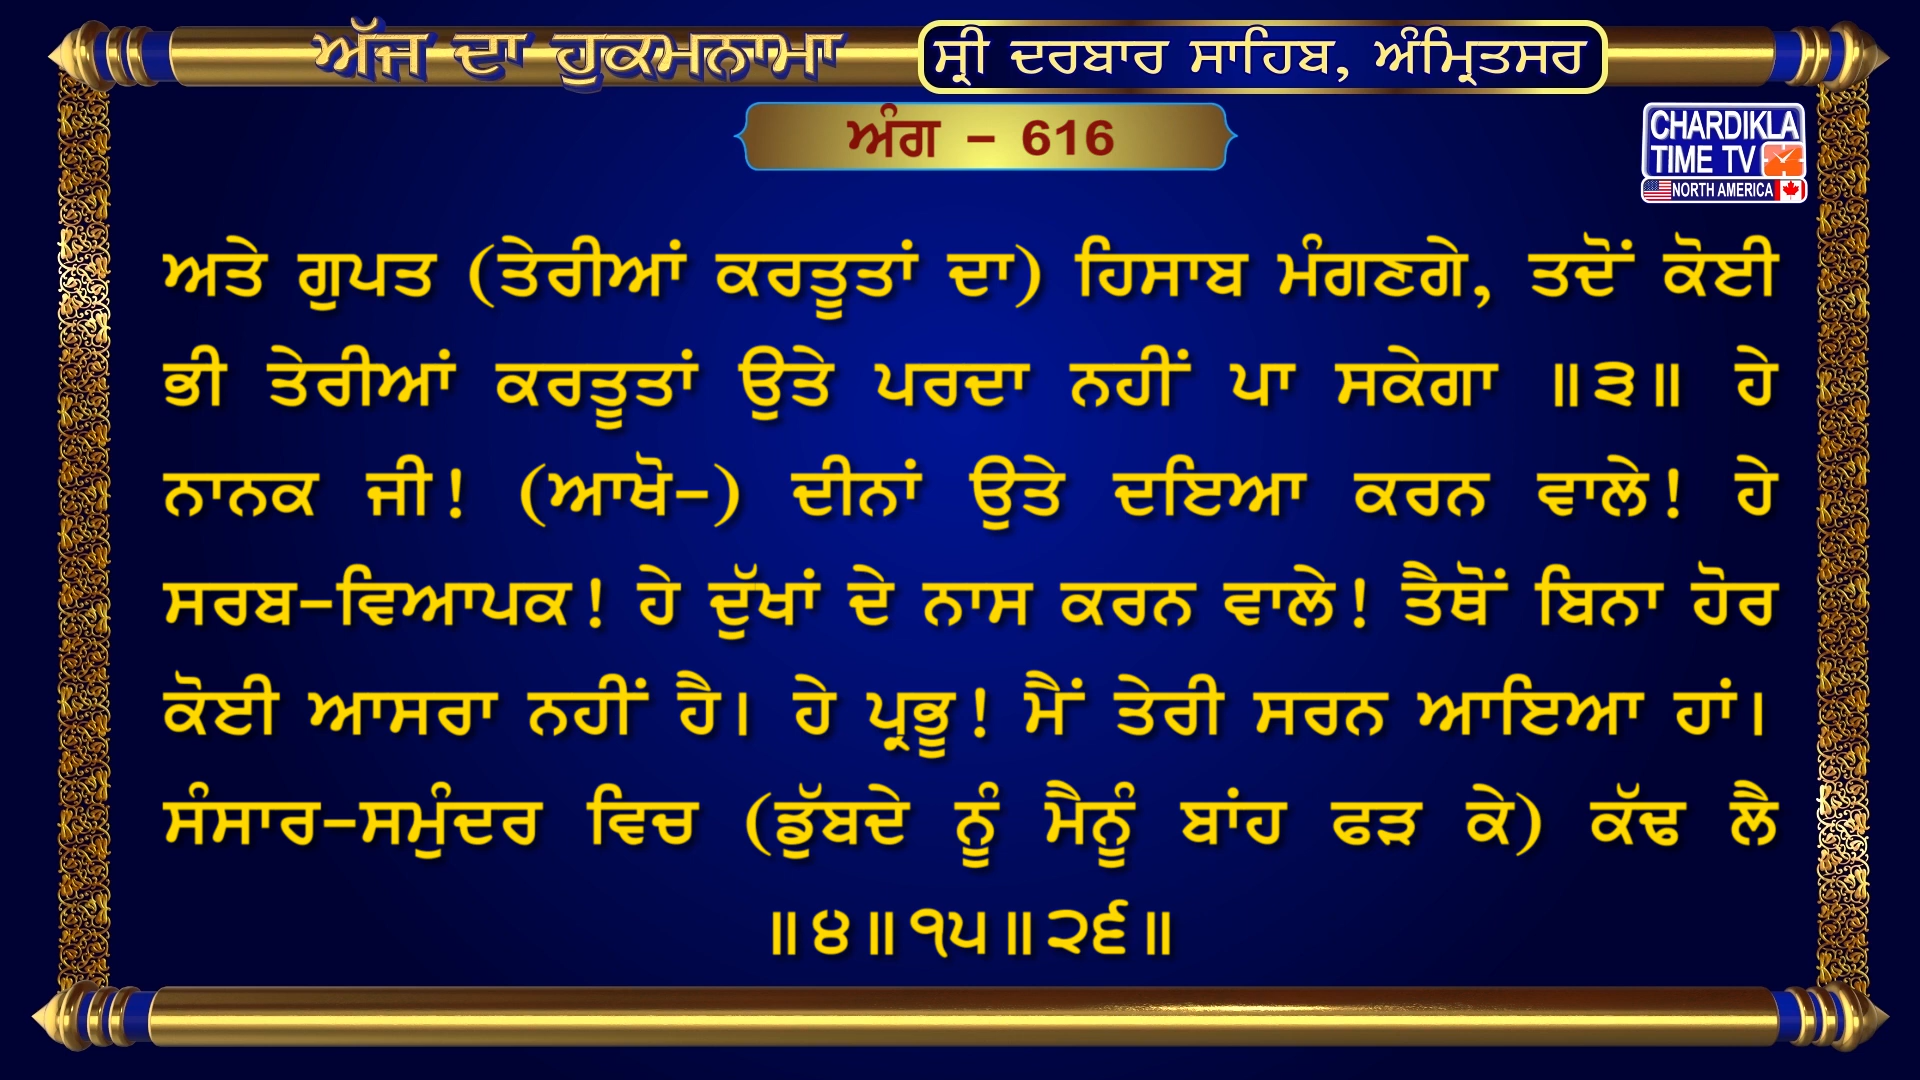 ਅੱਜ ਦਾ ਹੁਕਮਨਾਮਾ
ਸ੍ਰੀ ਦਰਬਾਰ ਸਾਹਿਬ, ਅੰਮ੍ਰਿਤਸਰ
ਅੰਗ - 616
CHARDIKLA
TIME TV
NORTH AMERICA
ਅਤੇ ਗੁਪਤ (ਤੇਰੀਆਂ ਕਰਤੂਤਾਂ ਦਾ) ਹਿਸਾਬ ਮੰਗਣਗੇ, ਤਦੋਂ ਕੋਈ
ਭੀ ਤੇਰੀਆਂ ਕਰਤੂਤਾਂ ਉਤੇ ਪਰਦਾ ਨਹੀਂ ਪਾ ਸਕੇਗਾ ॥੩॥ ਹੇ
ਨਾਨਕ ਜੀ! (ਆਖੋ-) ਦੀਨਾਂ ਉਤੇ ਦਇਆ ਕਰਨ ਵਾਲੇ! ਹੇ
ਸਰਬ-ਵਿਆਪਕ! ਹੇ ਦੁੱਖਾਂ ਦੇ ਨਾਸ ਕਰਨ ਵਾਲੇ! ਤੈਥੋਂ ਬਿਨਾ ਹੋਰ
ਕੋਈ ਆਸਰਾ ਨਹੀਂ ਹੈ। ਹੇ ਪ੍ਰਭੂ! ਮੈਂ ਤੇਰੀ ਸਰਨ ਆਇਆ ਹਾਂ।
ਸੰਸਾਰ-ਸਮੁੰਦਰ ਵਿਚ (ਡੁੱਬਦੇ ਨੂੰ ਮੈਨੂੰ ਬਾਂਹ ਫੜ ਕੇ) ਕੱਢ ਲੈ
॥੪॥੧੫॥੨੬॥